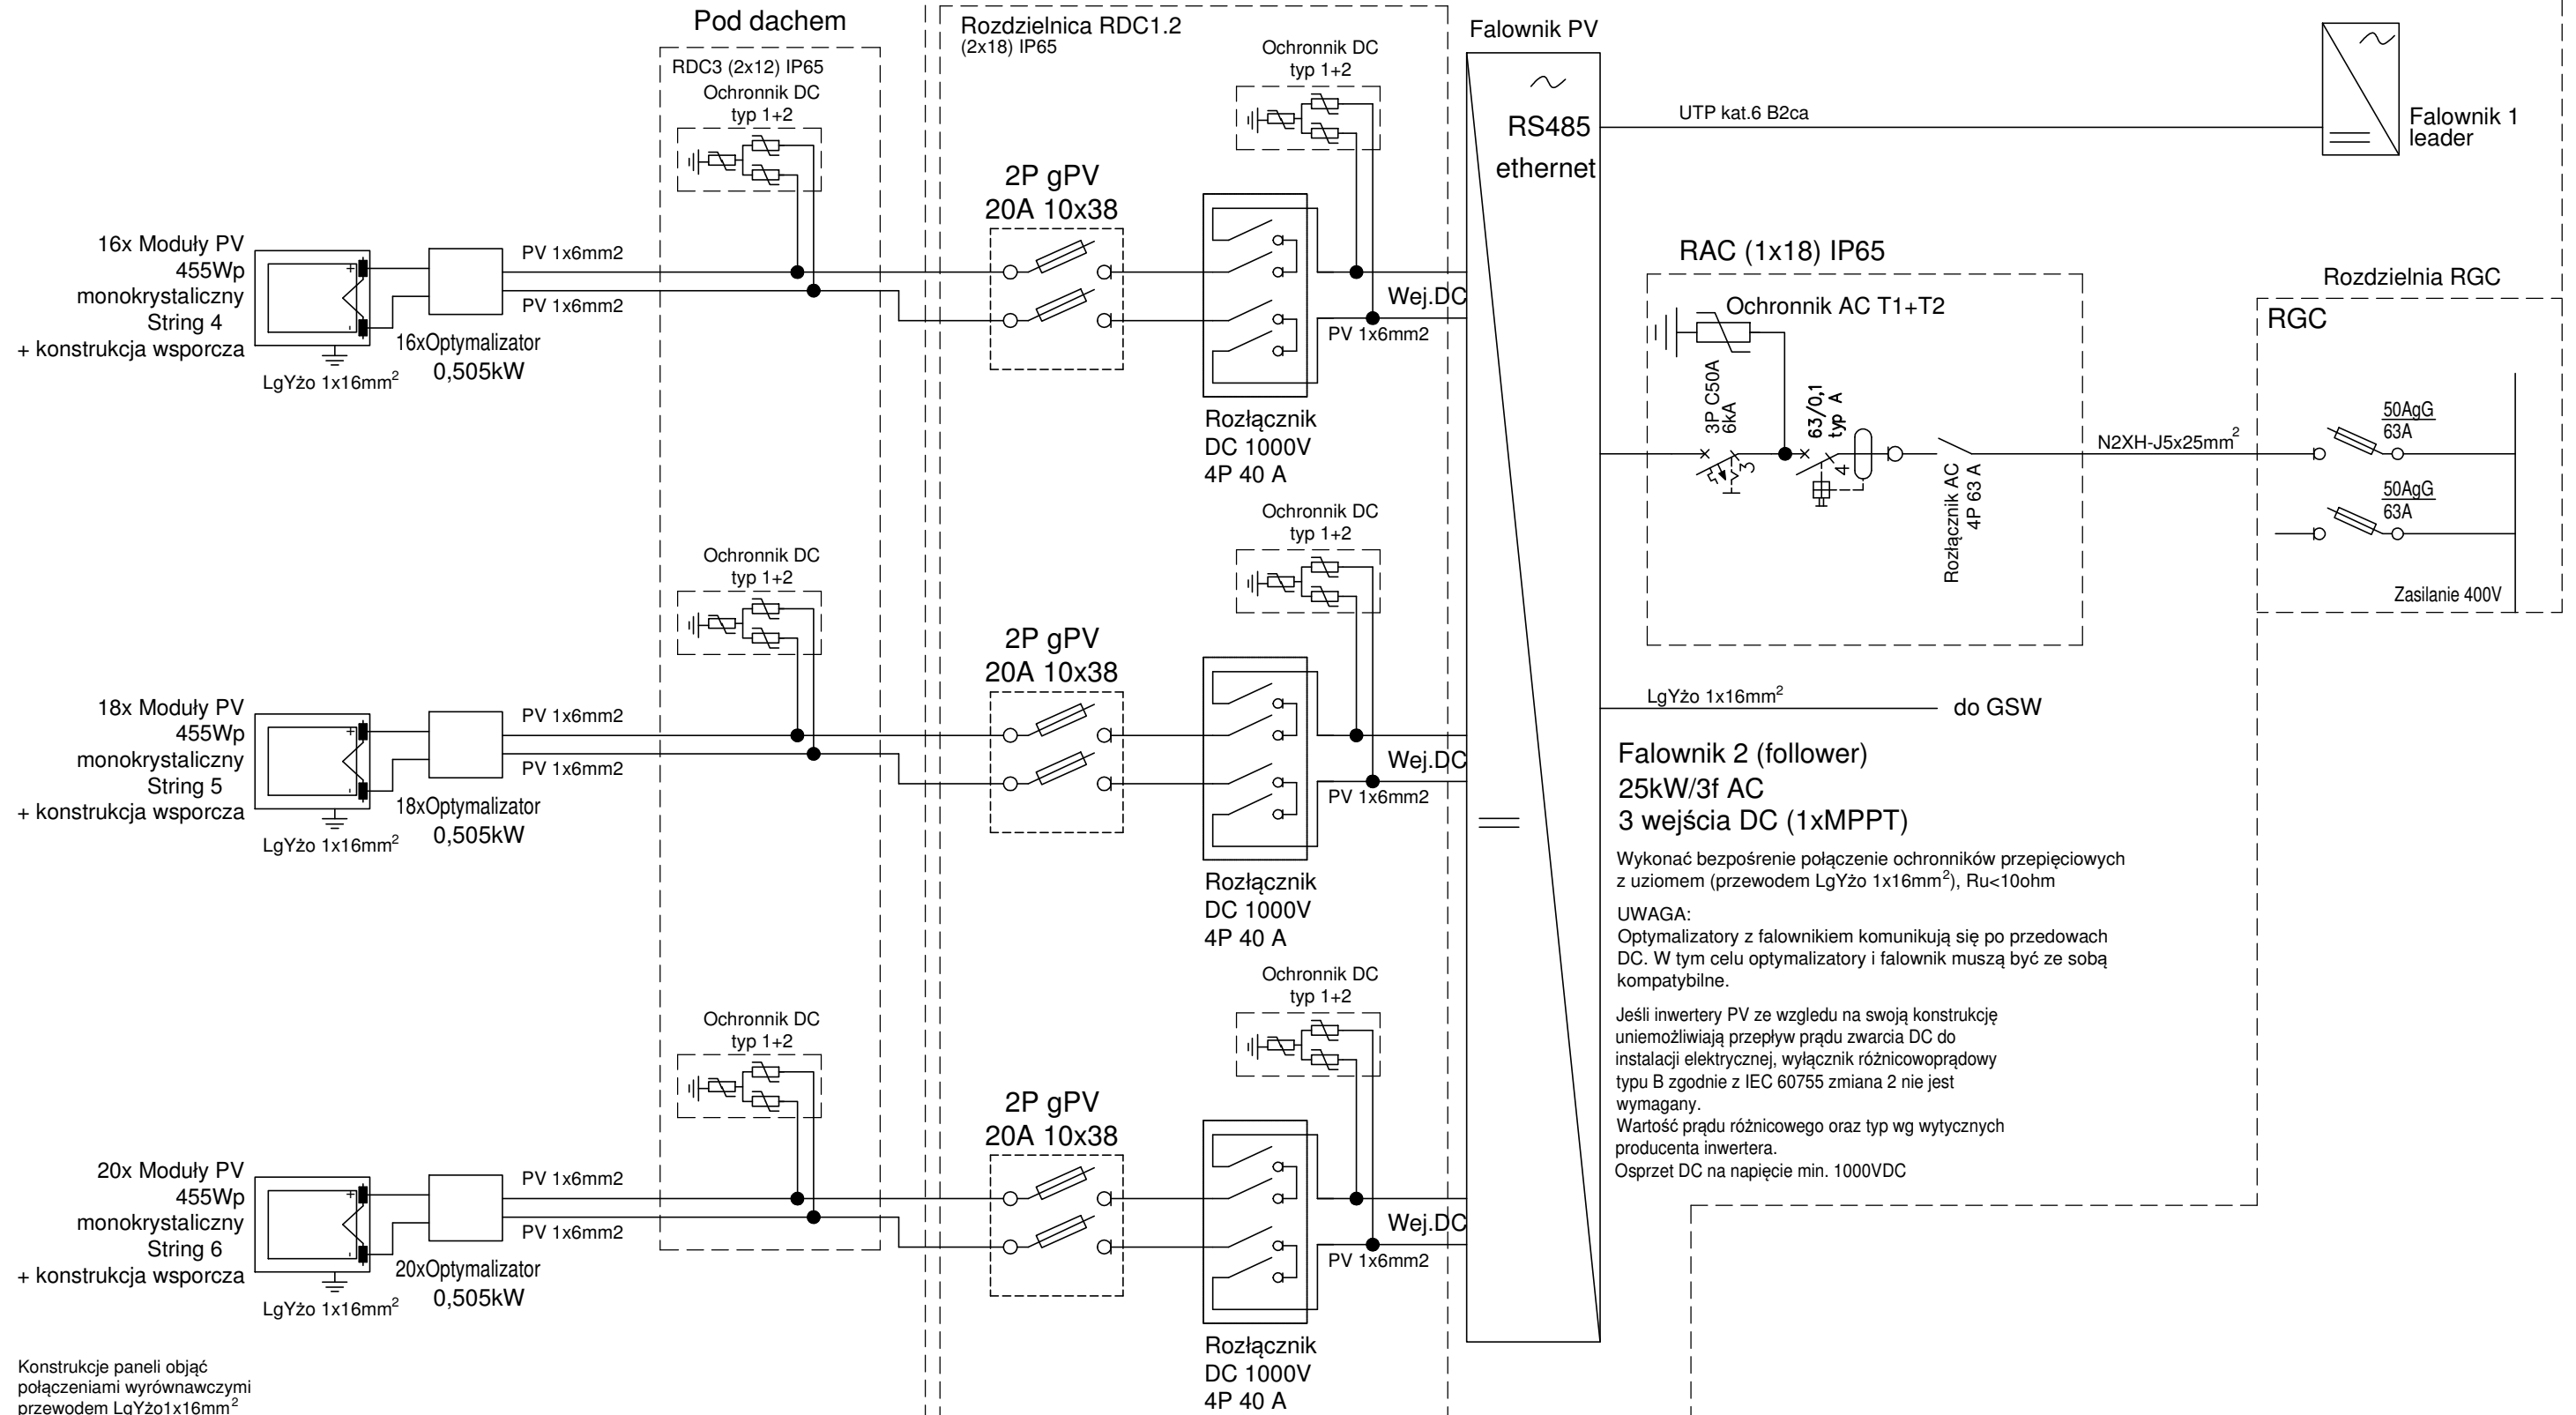 Pod dachem
RDC3 (2x12) IP65
Ochronnik DC
typ 1+2
Rozdzielnica RDC1.2
(2x18) IP65
Ochronnik DC
typ 1+2
2P gPV
20A 10x38
16x Moduły PV
455Wp
monokrystaliczny
String 4
+ konstrukcja wsporcza
LgYżo 1x16mm²
16xOptymalizator
0,505kW
PV 1x6mm2
PV 1x6mm2
Wej.DC
PV 1x6mm2
Rozłącznik
DC 1000V
4P 40 A
Ochronnik DC
typ 1+2
Ochronnik DC
typ 1+2
2P gPV
20A 10x38
18x Moduły PV
455Wp
monokrystaliczny
String 5
+ konstrukcja wsporcza
LgYżo 1x16mm²
18xOptymalizator
0,505kW
PV 1x6mm2
PV 1x6mm2
Wej.DC
PV 1x6mm2
Rozłącznik
DC 1000V
4P 40 A
Ochronnik DC
typ 1+2
Ochronnik DC
typ 1+2
2P gPV
20A 10x38
20x Moduły PV
455Wp
monokrystaliczny
String 6
+ konstrukcja wsporcza
LgYżo 1x16mm²
20xOptymalizator
0,505kW
PV 1x6mm2
PV 1x6mm2
Wej.DC
PV 1x6mm2
Rozłącznik
DC 1000V
4P 40 A
Konstrukcje paneli objąć
połączeniami wyrównawczymi
przewodem LgYżo1x16mm²
Falownik PV
RS485
ethernet
UTP kat.6 B2ca
Falownik 1
leader
RAC (1x18) IP65
Ochronnik AC T1+T2
3P C50A
6kA
3
63/0,1
typ A
4
Rozłącznik AC
4P 63 A
N2XH-J5x25mm²
Rozdzielnia RGC
RGC
50AgG
63A
50AgG
63A
Zasilanie 400V
LgYżo 1x16mm²
do GSW
Falownik 2 (follower)
25kW/3f AC
3 wejścia DC (1xMPPT)
Wykonać bezpośrenie połączenie ochronników przepięciowych
z uziomem (przewodem LgYżo 1x16mm²), Ru<10ohm
UWAGA:
Optymalizatory z falownikiem komunikują się po przedowach
DC. W tym celu optymalizatory i falownik muszą być ze sobą
kompatybilne.
Jeśli inwertery PV ze wzgledu na swoją konstrukcję
uniemożliwiają przepływ prądu zwarcia DC do
instalacji elektrycznej, wyłącznik różnicowoprądowy
typu B zgodnie z IEC 60755 zmiana 2 nie jest
wymagany.
Wartość prądu różnicowego oraz typ wg wytycznych
producenta inwertera.
Osprzet DC na napięcie min. 1000VDC